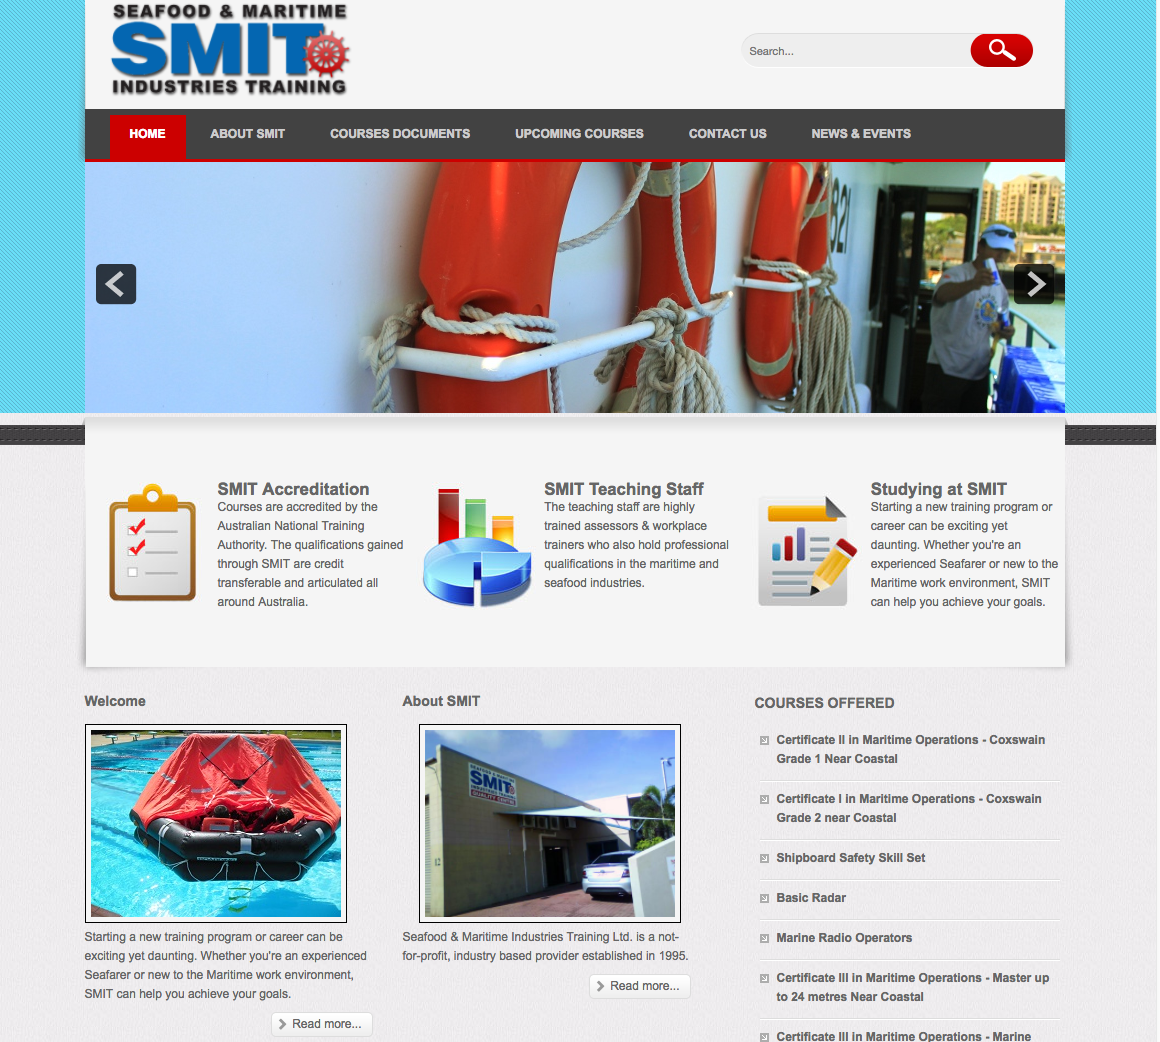 SEAFOOD & MARITIME
SMIT
INDUSTRIES TRAINING
Search...
HOME
ABOUT SMIT
COURSES DOCUMENTS
UPCOMING COURSES
CONTACT US
NEWS & EVENTS
SMIT Accreditation
Courses are accredited by the
Australian National Training
Authority. The qualifications gained
through SMIT are credit
transferable and articulated all
around Australia.
SMIT Teaching Staff
The teaching staff are highly
trained assessors & workplace
trainers who also hold professional
qualifications in the maritime and
seafood industries.
Studying at SMIT
Starting a new training program or
career can be exciting yet
daunting. Whether you're an
experienced Seafarer or new to the
Maritime work environment, SMIT
can help you achieve your goals.
Welcome
Starting a new training program or career can be
exciting yet daunting. Whether you're an experienced
Seafarer or new to the Maritime work environment,
SMIT can help you achieve your goals.
Read more...
About SMIT
SMIT
Seafood & Maritime Industries Training Ltd. is a not-
for-profit, industry based provider established in 1995.
Read more...
COURSES OFFERED
Certificate II in Maritime Operations - Coxswain
Grade 1 Near Coastal
Certificate I in Maritime Operations - Coxswain
Grade 2 near Coastal
Shipboard Safety Skill Set
Basic Radar
Marine Radio Operators
Certificate III in Maritime Operations - Master up
to 24 metres Near Coastal
Certificate III in Maritime Operations - Marine